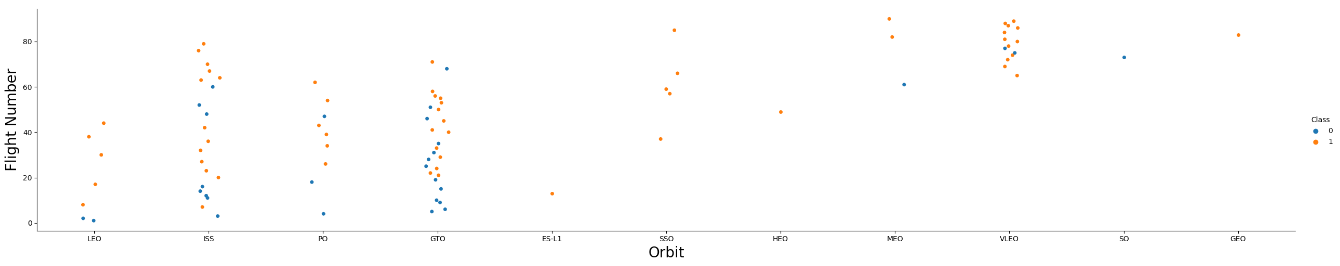 Flight Number
80
60
40
20
0
LEO
ISS
PO
GTO
ES-L1
SSO
HEO
MEO
VLEO
SO
GEO
Orbit
Class
0
1